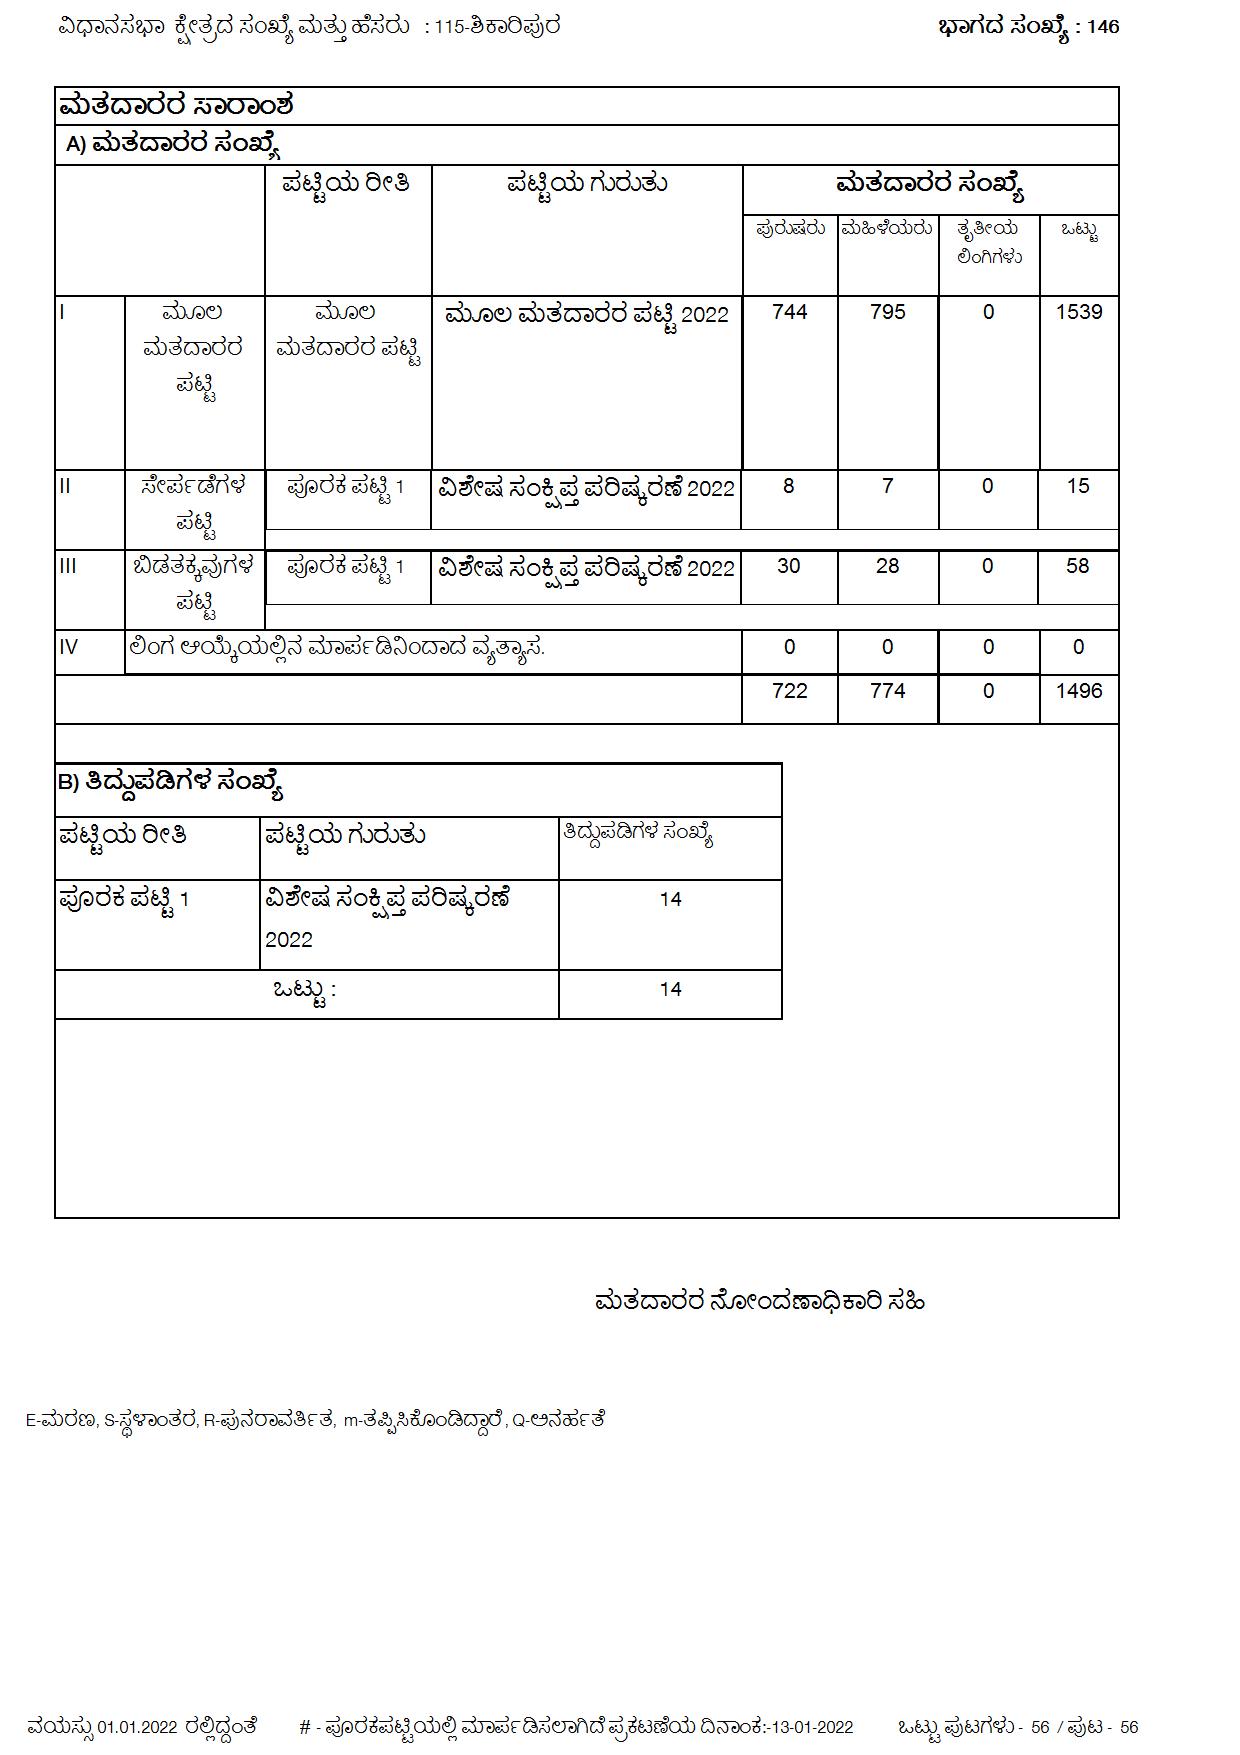 ವಿಧಾನಸಭಾ ಕ್ಷೇತ್ರದ ಸಂಖ್ಯೆ ಮತ್ತು ಹೆಸರು : 115-ಶಿಕಾರಿಪುರ ಭಾಗದ ಸಂಖ್ಯೆ : 146
ಮತದಾರರ ಸಾರಾಂಶ
A) ಮತದಾರರ ಸಂಖ್ಯೆ
ಪಟ್ಟಿಯ ರೀತಿ ಪಟ್ಟಿಯ ಗುರುತು ಮತದಾರರ ಸಂಖ್ಯೆ
ಪುರುಷರು ಮಹಿಳೆಯರು ತೃತೀಯ ಒಟ್ಟು
ಲಿಂಗಿಗಳು
I ಮೂಲ ಮೂಲ ಮೂಲ ಮತದಾರರ ಪಟ್ಟಿ 2022 744 795 0 1539
ಮತದಾರರ ಮತದಾರರ ಪಟ್ಟಿ
ಪಟ್ಟಿ
II ಸೇರ್ಪಡೆಗಳ ಪೂರಕ ಪಟ್ಟಿ 1 ವಿಶೇಷ ಸಂಕ್ಷಿಪ್ತ ಪರಿಷ್ಕರಣೆ 2022 8 7 0 15
ಪಟ್ಟಿ
III ಬಿಡತಕ್ಕವುಗಳ ಪೂರಕ ಪಟ್ಟಿ 1 ವಿಶೇಷ ಸಂಕ್ಷಿಪ್ತ ಪರಿಷ್ಕರಣೆ 2022 30 28 0 58
ಪಟ್ಟಿ
IV ಲಿಂಗ ಆಯ್ಕೆಯಲ್ಲಿನ ಮಾರ್ಪಡಿನಿಂದಾದ ವ್ಯತ್ಯಾಸ. 0 0 0 0
722 774 0 1496
B) ತಿದ್ದುಪಡಿಗಳ ಸಂಖ್ಯೆ
ಪಟ್ಟಿಯ ರೀತಿ ಪಟ್ಟಿಯ ಗುರುತು ತಿದ್ದುಪಡಿಗಳ ಸಂಖ್ಯೆ
ಪೂರಕ ಪಟ್ಟಿ 1 ವಿಶೇಷ ಸಂಕ್ಷಿಪ್ತ ಪರಿಷ್ಕರಣೆ 14
2022
ಒಟ್ಟು : 14
ಮತದಾರರ ನೋಂದಣಾಧಿಕಾರಿ ಸಹಿ
E-ಮರಣ, S-ಸ್ಥಳಾಂತರ, R-ಪುನರಾವರ್ತಿತ, m-ತಪ್ಪಿಸಿಕೊಂಡಿದ್ದಾರೆ, Q-ಅನರ್ಹತೆ
ವಯಸ್ಸು 01.01.2022 ರಲ್ಲಿದ್ದಂತೆ # - ಪೂರಕಪಟ್ಟಿಯಲ್ಲಿ ಮಾರ್ಪಡಿಸಲಾಗಿದೆ ಪ್ರಕಟಣೆಯ ದಿನಾಂಕ:-13-01-2022 ಒಟ್ಟು ಪುಟಗಳು - 56 / ಪುಟ - 56